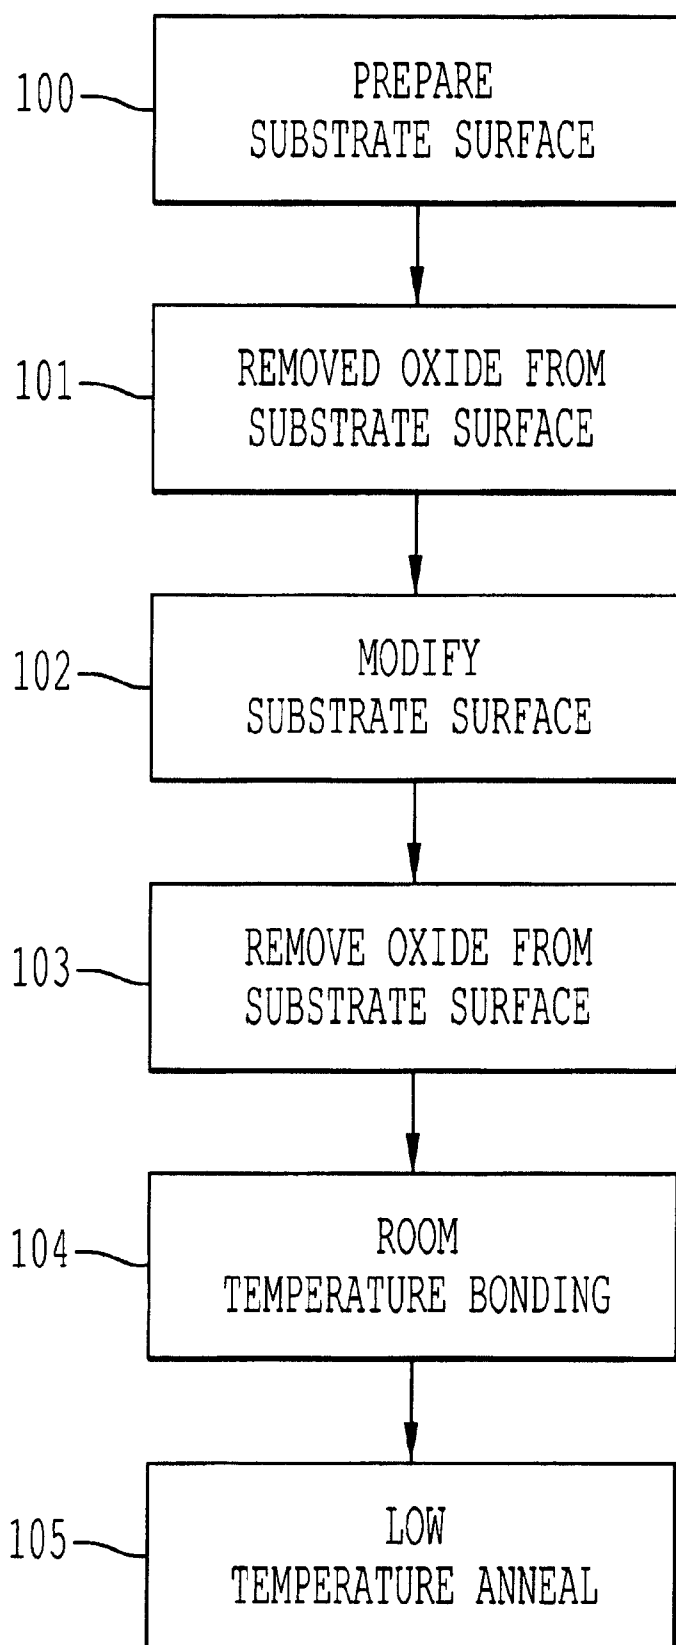 100
PREPARE
SUBSTRATE SURFACE
101
REMOVED OXIDE FROM
SUBSTRATE SURFACE
102
MODIFY
SUBSTRATE SURFACE
103
REMOVE OXIDE FROM
SUBSTRATE SURFACE
104
ROOM
TEMPERATURE BONDING
105
LOW
TEMPERATURE ANNEAL